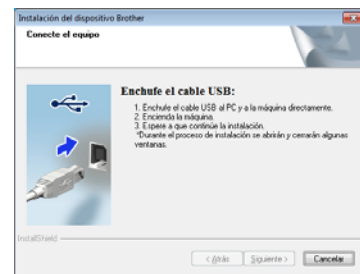 Instalación del dispositivo Brother
Conecte el equipo
Enchufe el cable USB:
1. Enchufe el cable USB al PC y a la máquina directamente.
2. Encienda la máquina.
3. Espere a que continúe la instalación.
*Durante el proceso de instalación se abrirán y cerrarán algunas
ventanas.
InstallShield
< Atrás
Siguiente >
Cancelar